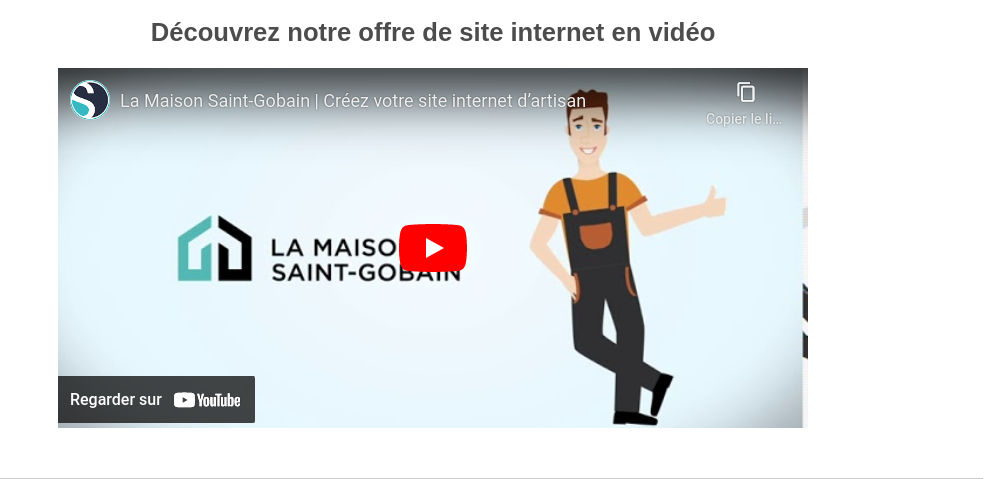 Découvrez notre offre de site internet en vidéo
La Maison Saint-Gobain | Créez votre site internet d’artisan
Copier le li...
LA MAISO
SAINT-GOBAIN
Regarder sur YouTube